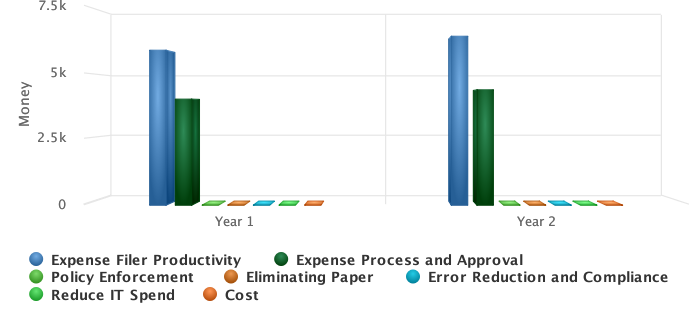 7.5k
5k
Money
2.5k
0
Year 1 Year 2
Expense Filer Productivity Expense Process and Approval
Policy Enforcement Eliminating Paper Error Reduction and Compliance
Reduce IT Spend Cost